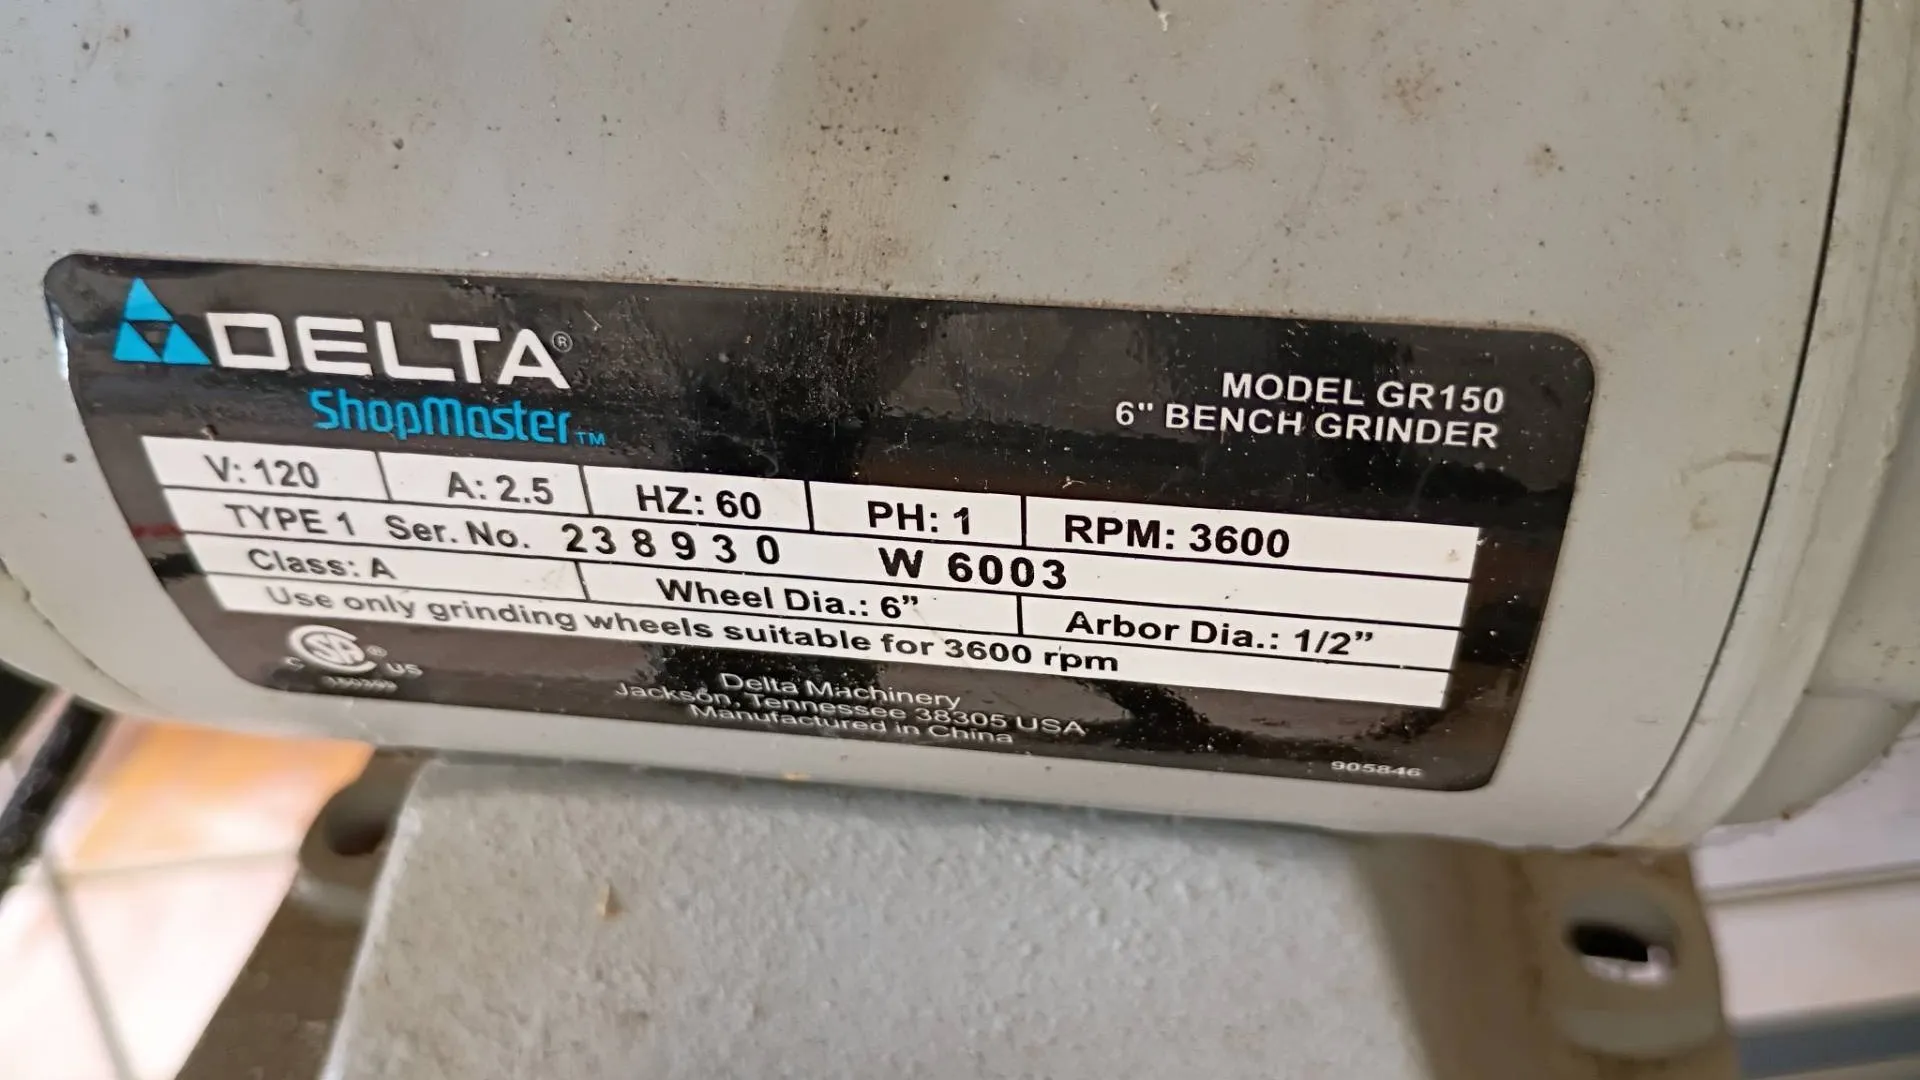 DELTA®
ShopMaster™
MODEL GR150
6" BENCH GRINDER
V: 120 A: 2.5 HZ: 60 PH: 1 RPM: 3600
TYPE 1 Ser. No. 238930 W 6003
Class: A Wheel Dia.: 6” Arbor Dia.: 1/2”
Use only grinding wheels suitable for 3600 rpm
C SA® US
Delta Machinery
Jackson, Tennessee 38305 USA
Manufactured in China
905846